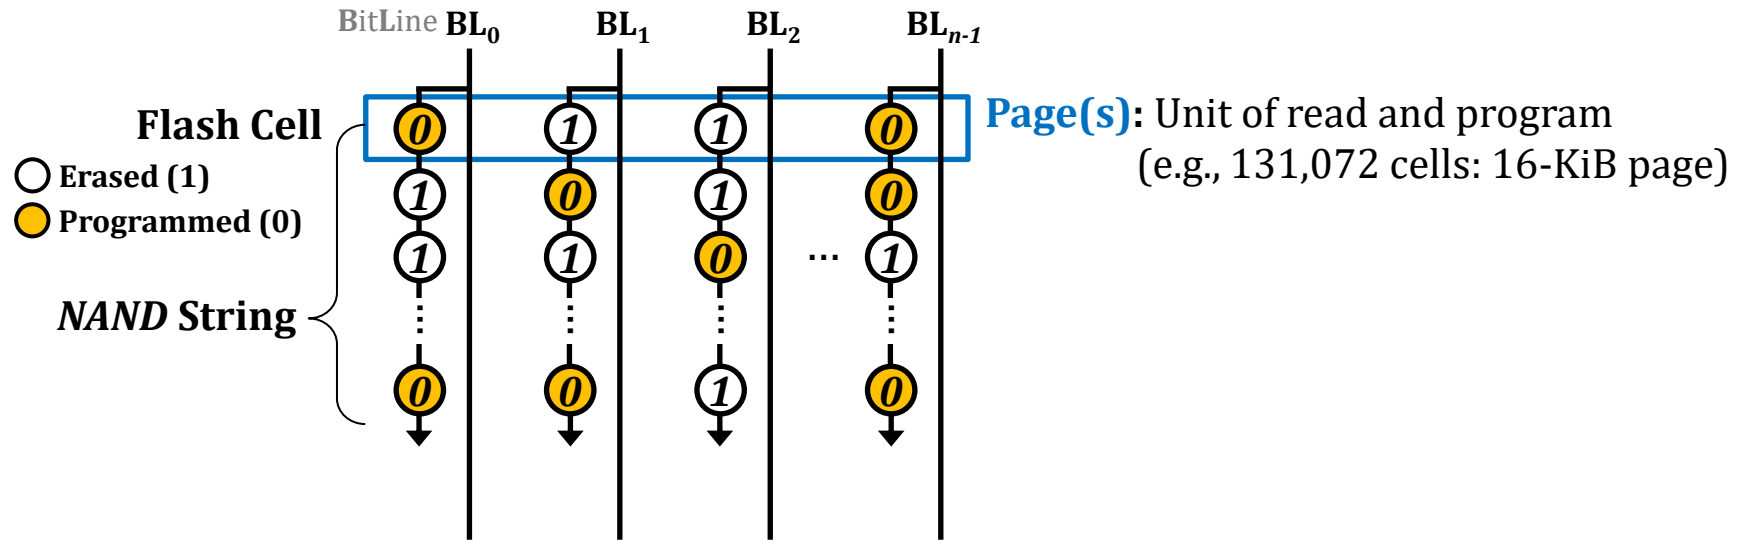 BitLine BL0 BL1 BL2 BLn-1
Flash Cell 0 1 1 0 Page(s): Unit of read and program
(e.g., 131,072 cells: 16-KiB page)
Erased (1) 1 0 1 0
Programmed (0)
1 1 0 ... 1
NAND String
0 0 1 0